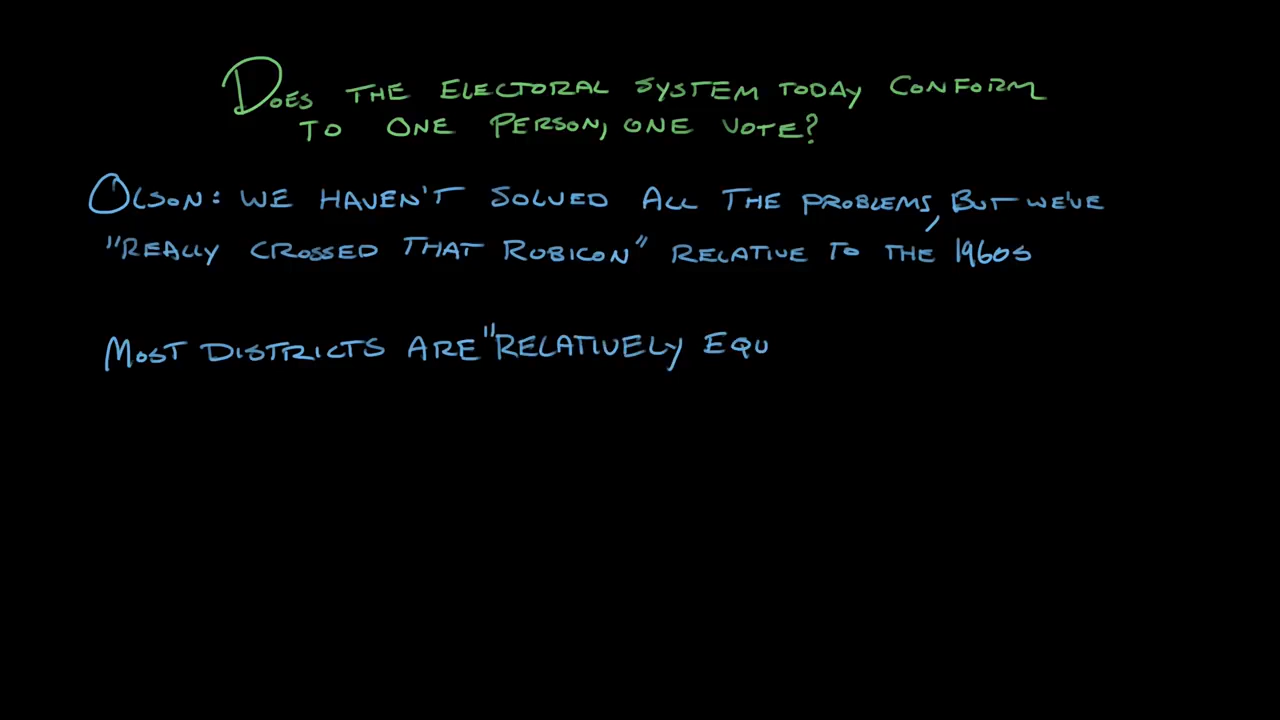 DOES THE ELECTORAL SYSTEM TODAY CONFORM
TO ONE PERSON, ONE VOTE?
OLSON: WE HAVEN'T SOLVED ALL THE PROBLEMS, BUT WE'VE
"REALLY CROSSED THAT RUBICON" RELATIVE TO THE 1960S
MOST DISTRICTS ARE "RELATIVELY EQU